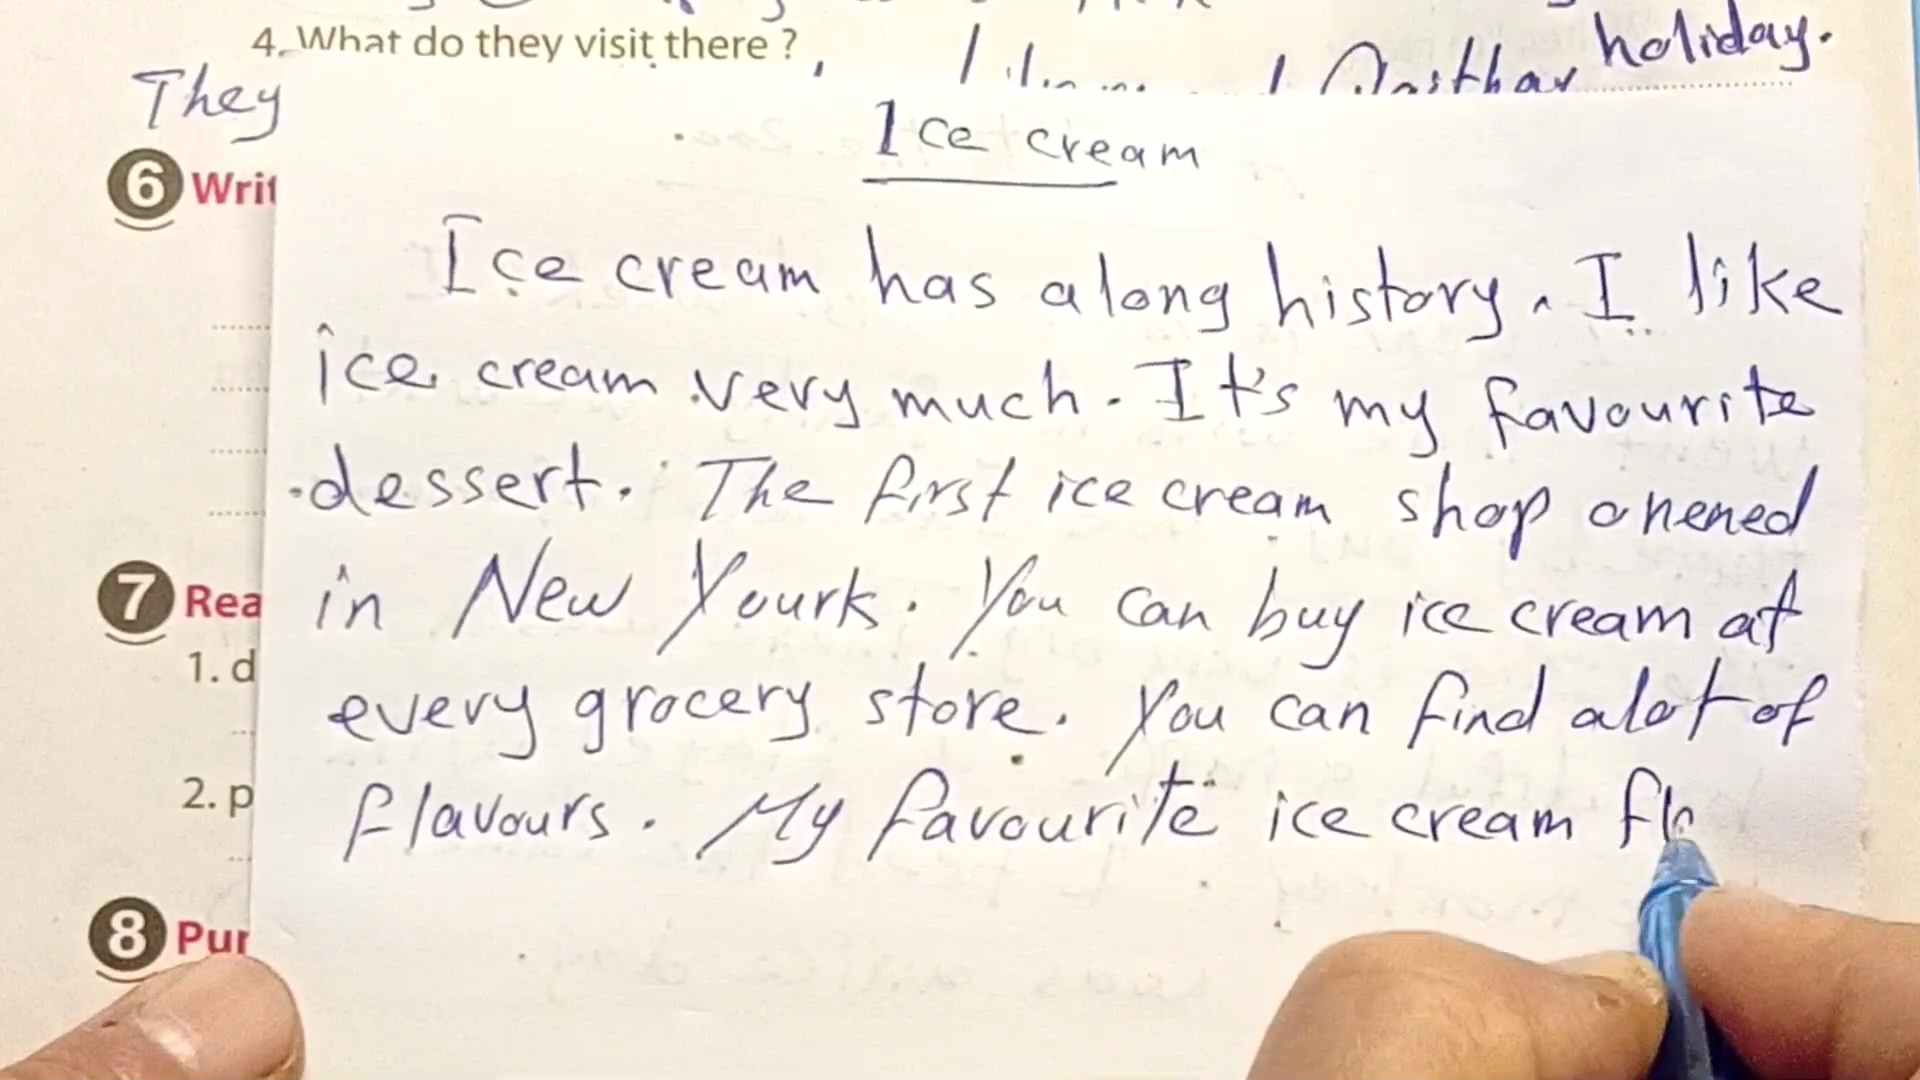 4. What do they visit there ?
holiday.
They
Ice cream
6 Writ
Ice cream has along history. I like
ice cream very much. It's my favourite
dessert. The first ice cream shop onened
in New Yourk. You can buy ice cream at
7 Rea
1. d
every grocery store. You can find alot of
2. p
flavours. My favourite ice cream fla
8 Pun